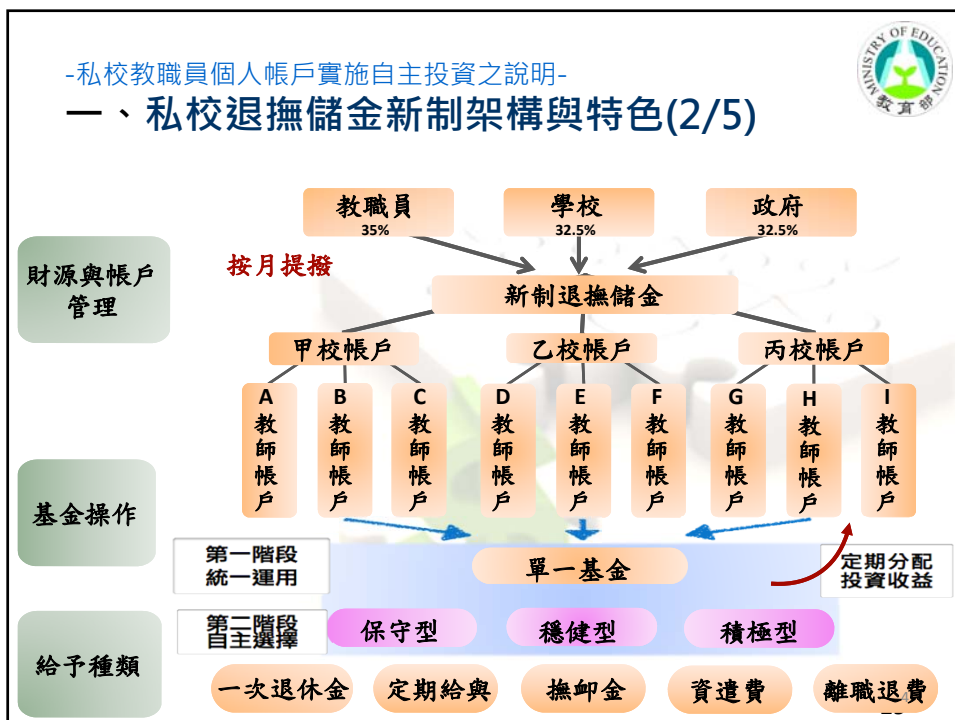 -私校教職員個人帳戶實施自主投資之說明-
一、私校退撫儲金新制架構與特色(2/5)
MINISTRY OF EDUCATION
教育部
教職員
35%
學校
32.5%
政府
32.5%
財源與帳戶
管理
按月提撥
新制退撫儲金
甲校帳戶
乙校帳戶
丙校帳戶
A教師帳戶
B教師帳戶
C教師帳戶
D教師帳戶
E教師帳戶
F教師帳戶
G教師帳戶
H教師帳戶
I教師帳戶
基金操作
第一階段
統一運用
單一基金
定期分配
投資收益
第二階段
自主選擇
保守型
穩健型
積極型
給予種類
一次退休金
定期給與
撫卹金
資遣費
離職退費